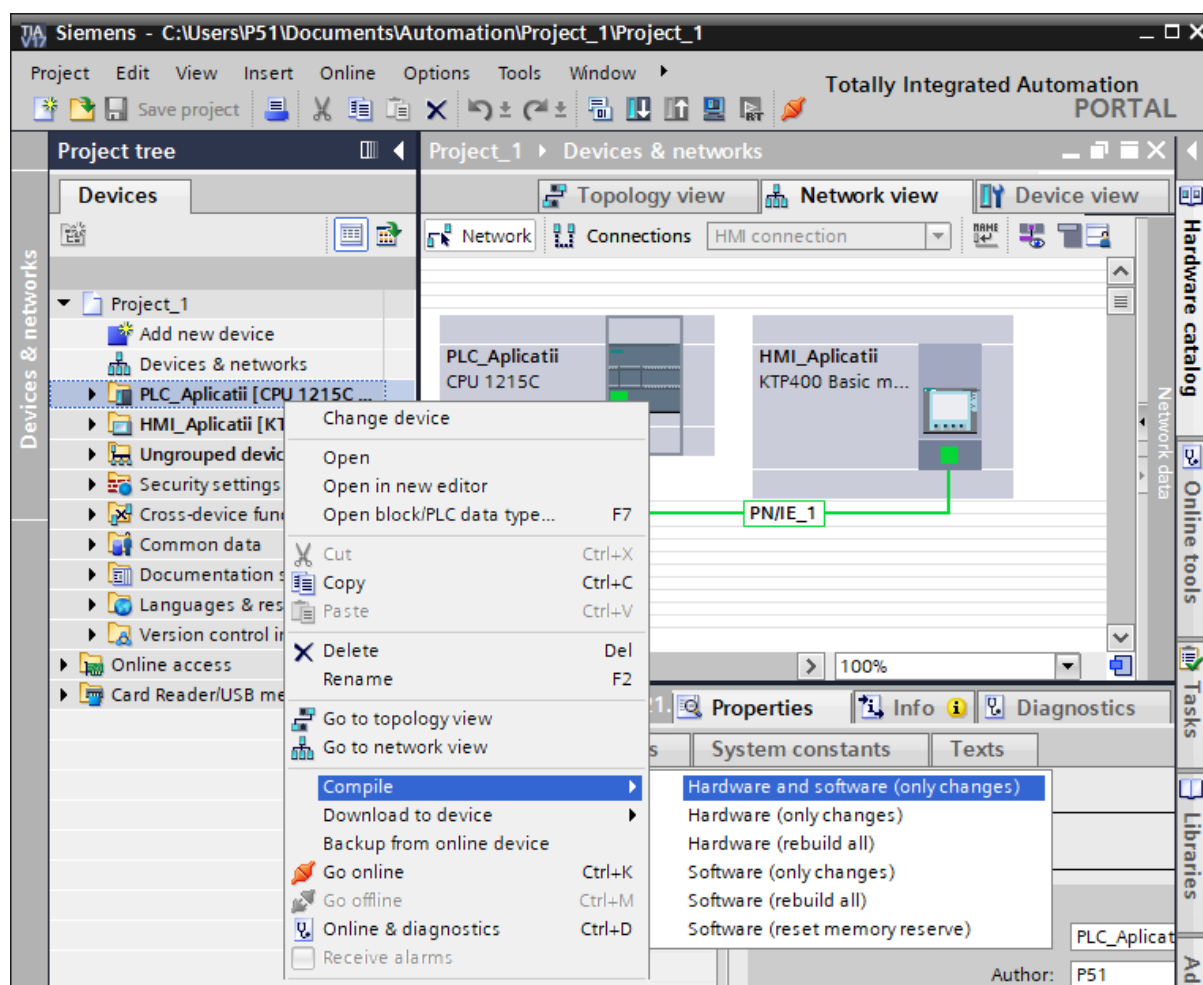 TIA V17 Siemens - C:\Users\P51\Documents\Automation\Project_1\Project_1
Project Edit View Insert Online Options Tools Window
Totally Integrated Automation
PORTAL
Save project
Project tree
Project_1 Devices & networks
Devices
Topology view Network view Device view
Network Connections HMI connection
Devices & networks
Project_1
Add new device
Devices & networks
PLC_Aplicatii [CPU 1215C ...
HMI_Aplicatii [KT
Ungrouped devic
Security settings
Cross-device fun
Common data
Documentation s
Languages & res
Version control in
Online access
Card Reader/USB me
PLC_Aplicatii
CPU 1215C
HMI_Aplicatii
KTP400 Basic m...
PN/IE_1
100%
Network data
Change device
Open
Open in new editor
Open block/PLC data type... F7
Cut Ctrl+X
Copy Ctrl+C
Paste Ctrl+V
Delete Del
Rename F2
Go to topology view
Go to network view
Compile
Download to device
Backup from online device
Go online Ctrl+K
Go offline Ctrl+M
Online & diagnostics Ctrl+D
Receive alarms
Hardware and software (only changes)
Hardware (only changes)
Hardware (rebuild all)
Software (only changes)
Software (rebuild all)
Software (reset memory reserve)
Properties Info Diagnostics
System constants Texts
PLC_Aplicat
Author: P51
Hardware catalog
Online tools
Tasks
Libraries
Ad